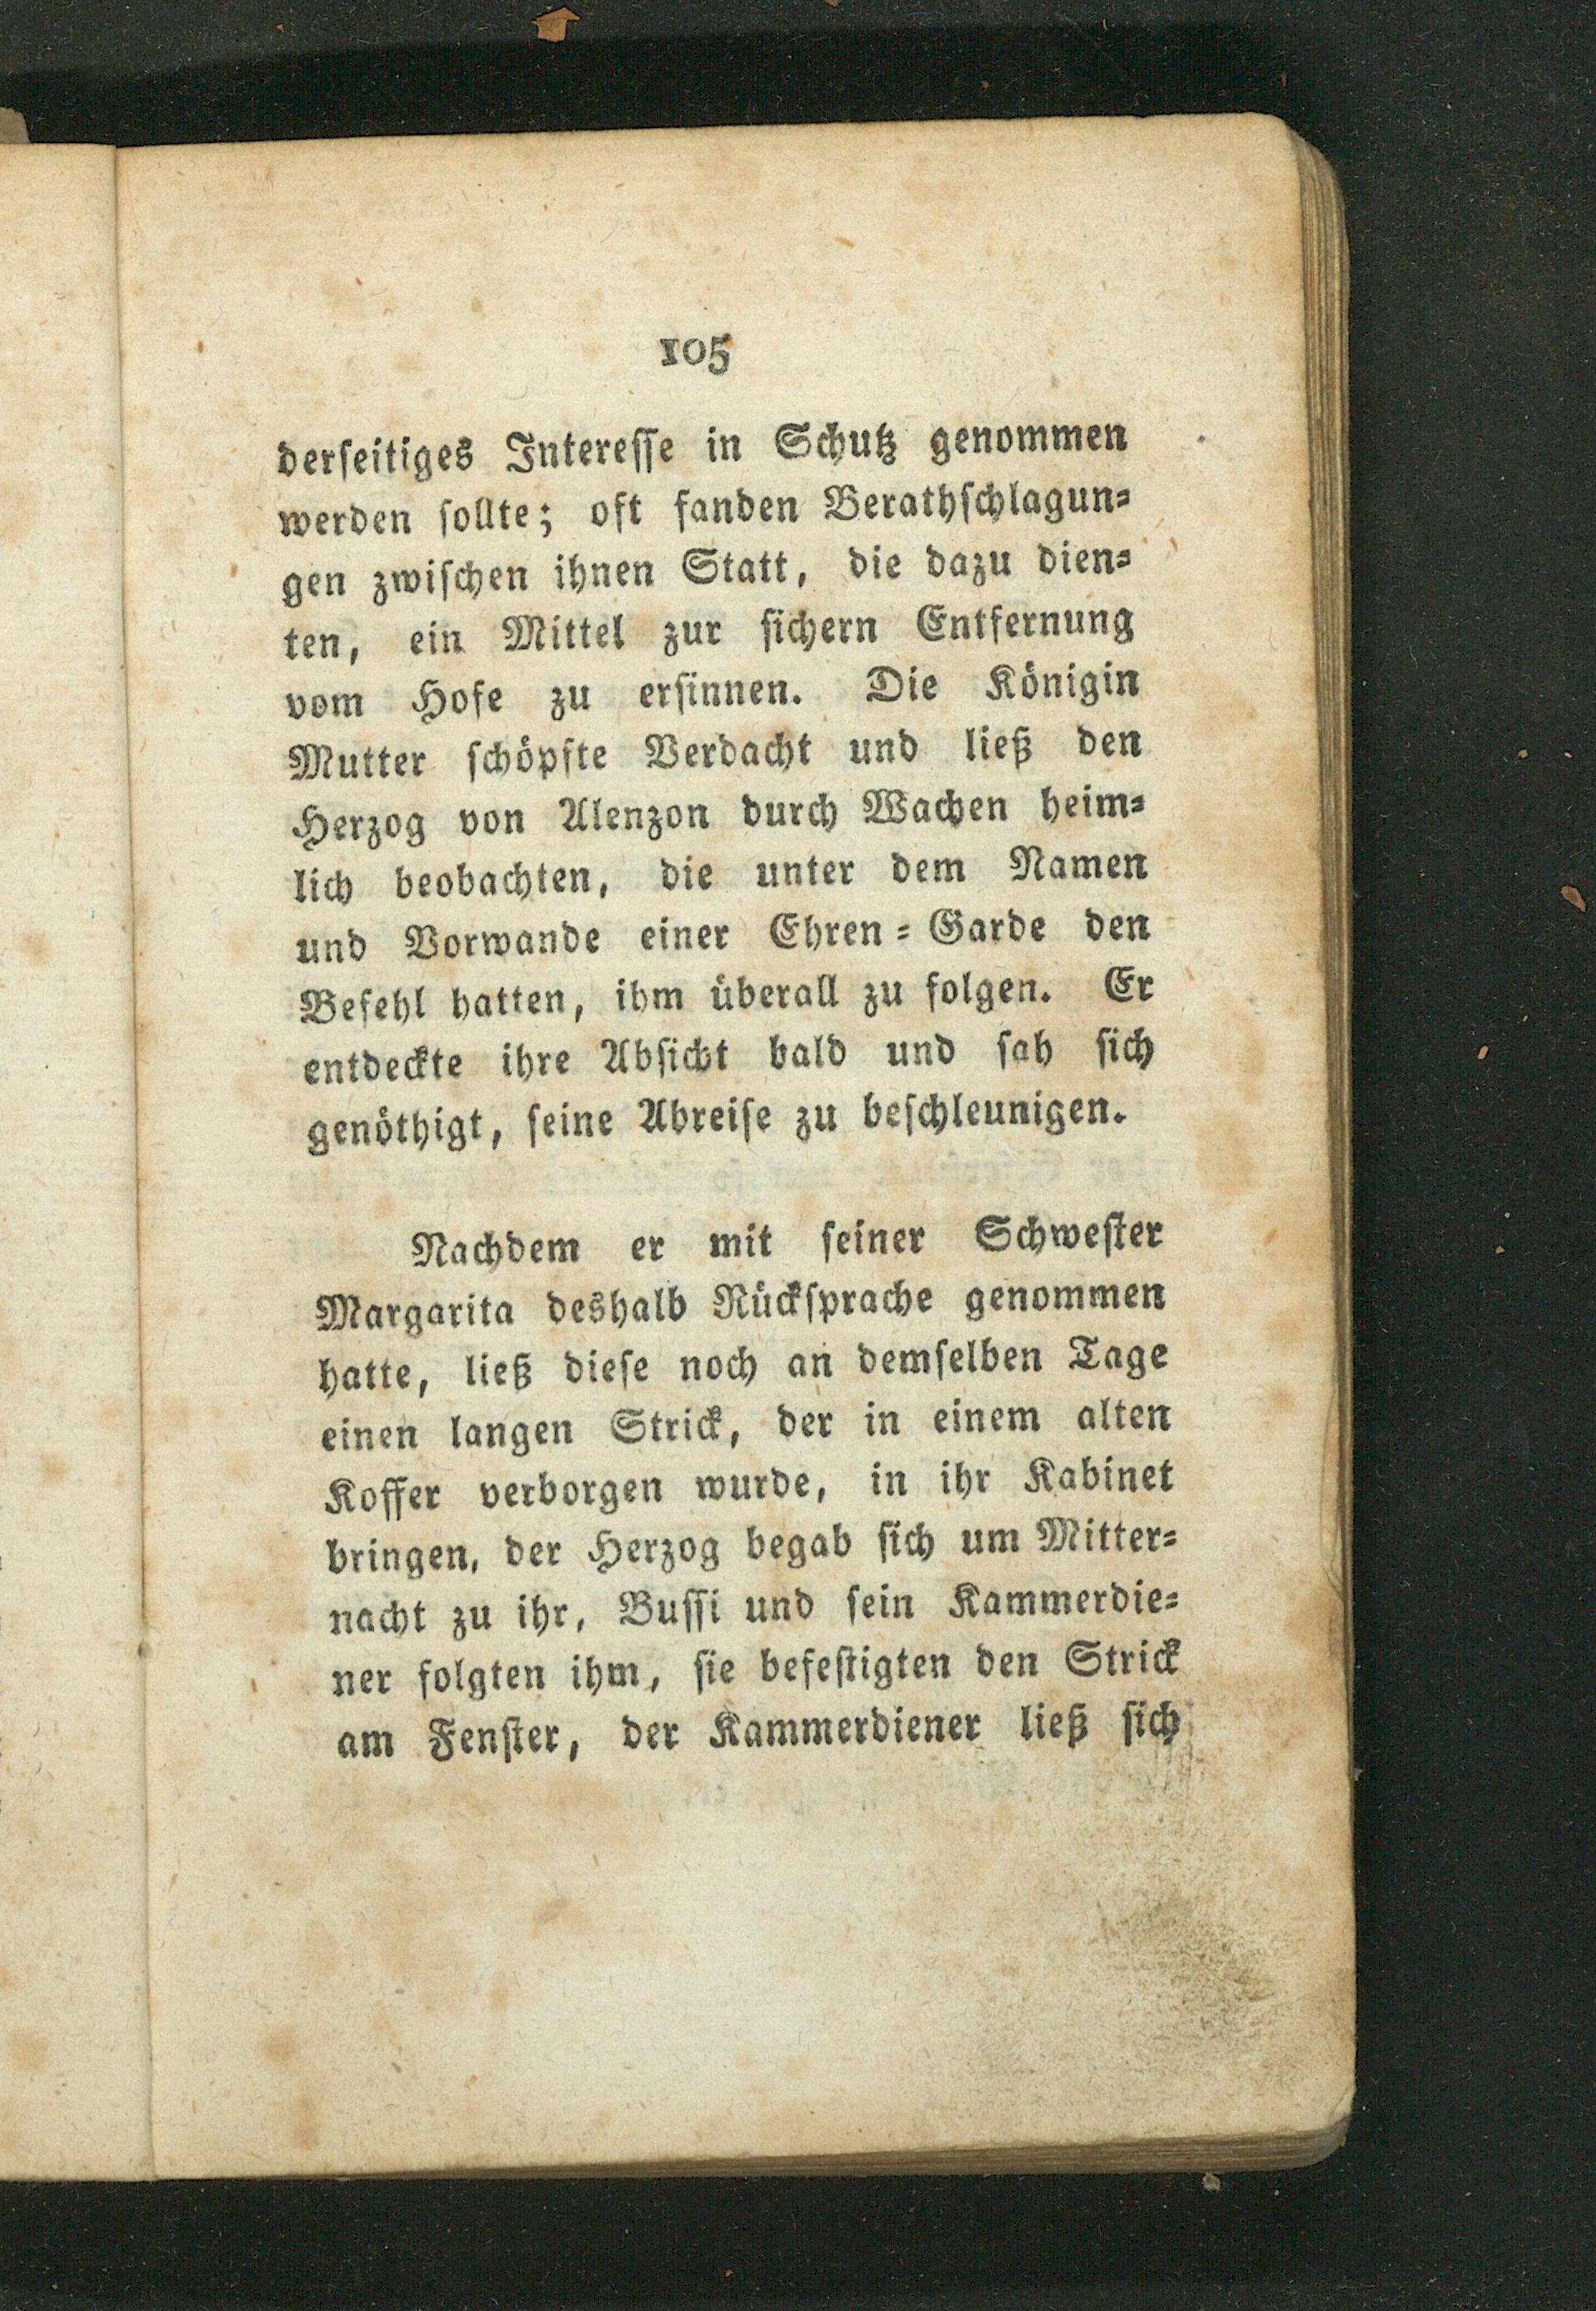 105
derſeitiges Intereſſe in Schutz genommen
werden ſollte; oft fanden Berathſchlagun⸗
gen zwiſchen ihnen Statt, die dazu dien⸗
ten, ein Mittel zur ſichern Entfernung
vom Hofe zu erſinnen. Die Königin
Mutter ſchöpfte Verdacht und ließ den
Herzog von Alenzon durch Wachen heim⸗
lich beobachten, die unter dem Namen
und Vorwande einer Ehren⸗Garde den
Befehl hatten, ihm überall zu folgen. Er
entdeckte ihre Abſicht bald und ſah ſich
genöthigt, ſeine Abreiſe zu beſchleunigen.
Nachdem er mit ſeiner Schweſter
Margarita deshalb Rückſprache genommen
hatte, ließ dieſe noch an demſelben Tage
einen langen Strick, der in einem alten
Koffer verborgen wurde, in ihr Kabinet
bringen, der Herzog begab ſich um Mitter⸗
nacht zu ihr, Buſſi und ſein Kammerdie⸗
ner folgten ihm, ſie befeſtigten den Strick
am Fenſter, der Kammerdiener ließ ſich